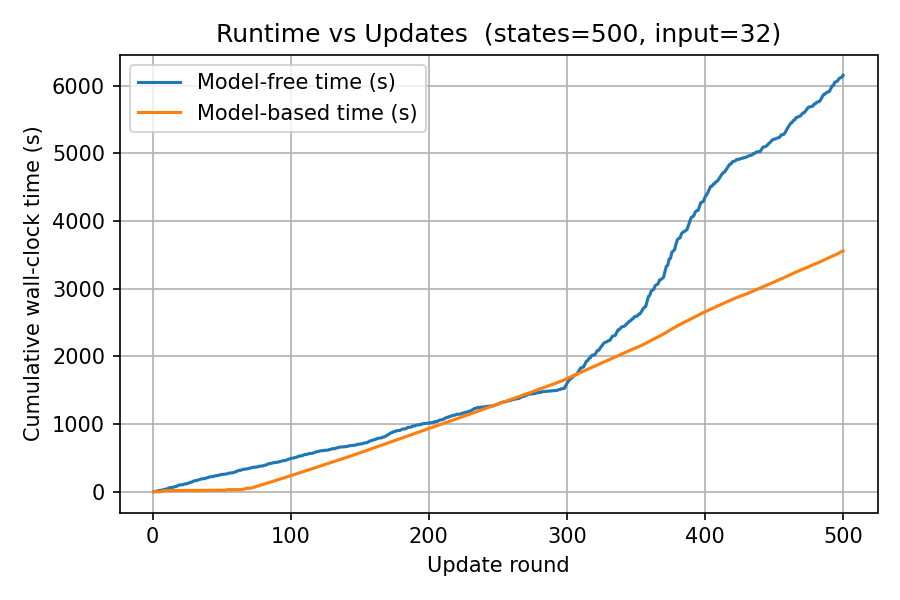 Runtime vs Updates  (states=500, input=32)
Model-free time (s)
Model-based time (s)
Cumulative wall-clock time (s)
6000
5000
4000
3000
2000
1000
0
0 100 200 300 400 500
Update round